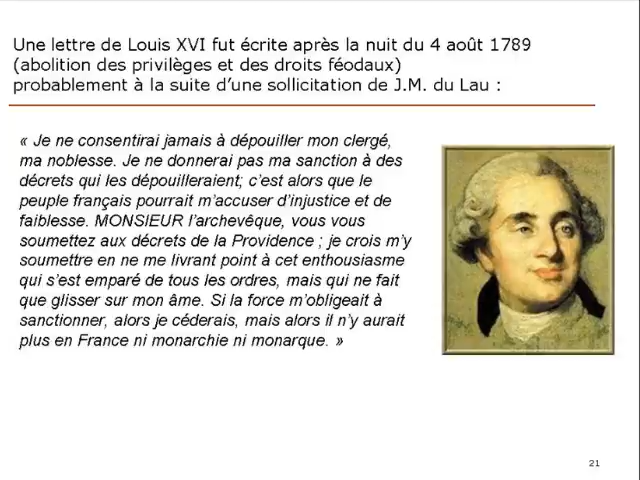 Une lettre de Louis XVI fut écrite après la nuit du 4 août 1789
(abolition des privilèges et des droits féodaux)
probablement à la suite d’une sollicitation de J.M. du Lau :
« Je ne consentirai jamais à dépouiller mon clergé,
ma noblesse. Je ne donnerai pas ma sanction à des
décrets qui les dépouilleraient; c’est alors que le
peuple français pourrait m’accuser d’injustice et de
faiblesse. MONSIEUR l’archevêque, vous vous
soumettez aux décrets de la Providence ; je crois m’y
soumettre en ne me livrant point à cet enthousiasme
qui s’est emparé de tous les ordres, mais qui ne fait
que glisser sur mon âme. Si la force m’obligeait à
sanctionner, alors je céderais, mais alors il n’y aurait
plus en France ni monarchie ni monarque. »
21